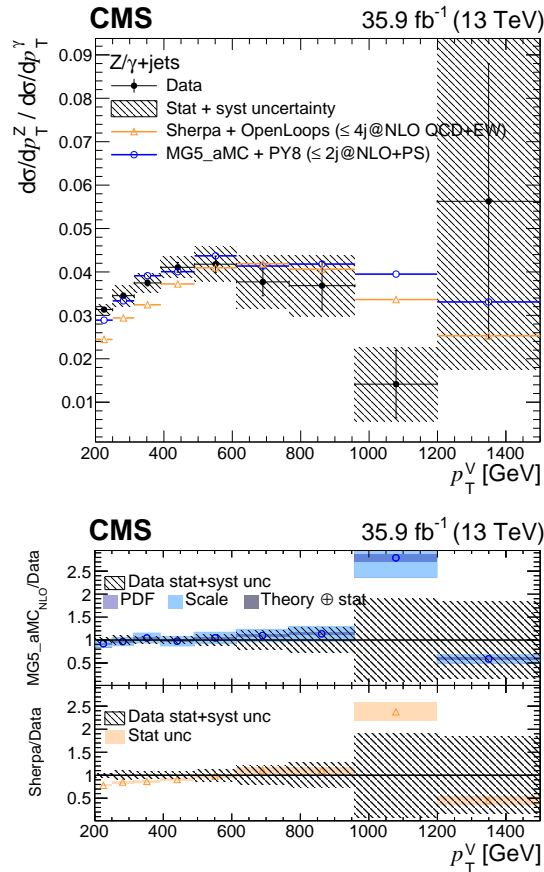 CMS 35.9 fb⁻¹ (13 TeV)
dσ/dp_T^Z / dσ/dp_T^γ
Z/γ+jets
Data
Stat + syst uncertainty
Sherpa + OpenLoops (≤ 4j@NLO QCD+EW)
MG5_aMC + PY8 (≤ 2j@NLO+PS)
0.09
0.08
0.07
0.06
0.05
0.04
0.03
0.02
0.01
200 400 600 800 1000 1200 1400
p_T^V [GeV]
CMS 35.9 fb⁻¹ (13 TeV)
MG5_aMC_NLO/Data
2.5
2
1.5
1
0.5
Data stat+syst unc
PDF Scale Theory ⊕ stat
Sherpa/Data
2.5
2
1.5
1
0.5
Data stat+syst unc
Stat unc
200 400 600 800 1000 1200 1400
p_T^V [GeV]